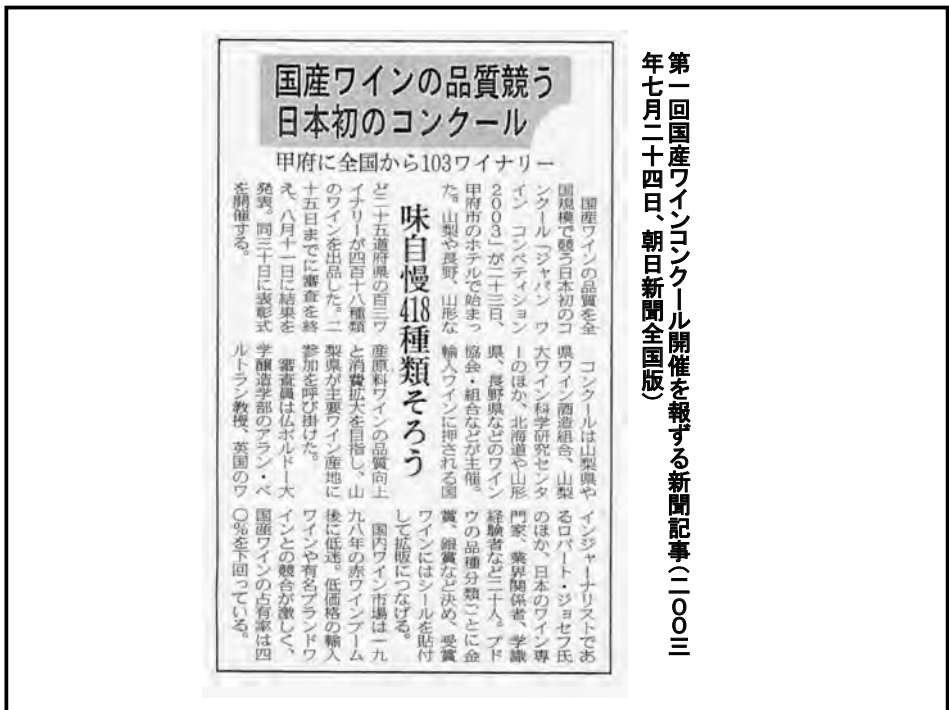 第一回国産ワインコンクール開催を報ずる新聞記事(二〇〇三
年七月二十四日、朝日新聞全国版)
国産ワインの品質競う
日本初のコンクール
甲府に全国から103ワイナリー
味自慢418種類そろう
国産ワインの品質を全
国規模で競う日本初のコ
ンクール「ジャパン ワ
イン コンペティション
2003」が二十三日、
甲府市のホテルで始まっ
た。山梨や長野、山形な
ど二十五道府県の百三ワ
イナリーが四百十八種類
のワインを出品した。二
十五日までに審査を終
え、八月十一日に結果を
発表。同三十日に表彰式
を開催する。
コンクールは山梨県や
県ワイン酒造組合、山梨
大ワイン科学研究センタ
ーのほか、北海道や山形
県、長野県などのワイン
協会・組合などが主催。
輸入ワインに押される国
産原料ワインの品質向上
と消費拡大を目指し、山
梨県が主要ワイン産地に
参加を呼び掛けた。
審査員は仏ボルドー大
学醸造学部のアラン・ベ
ルトラン教授、英国のワ
インジャーナリストであ
るロバート・ジョセフ氏
のほか、日本のワイン専
門家、業界関係者、学識
経験者など二十人。ブド
ウの品種分類ごとに金
賞、銀賞など決め、受賞
ワインにはシールを貼付
して拡販につなげる。
国内ワイン市場は一九
九八年の赤ワインブーム
後に低迷。低価格の輸入
ワインや有名ブランドワ
インとの競合が激しく、
国産ワインの占有率は四
〇%を下回っている。